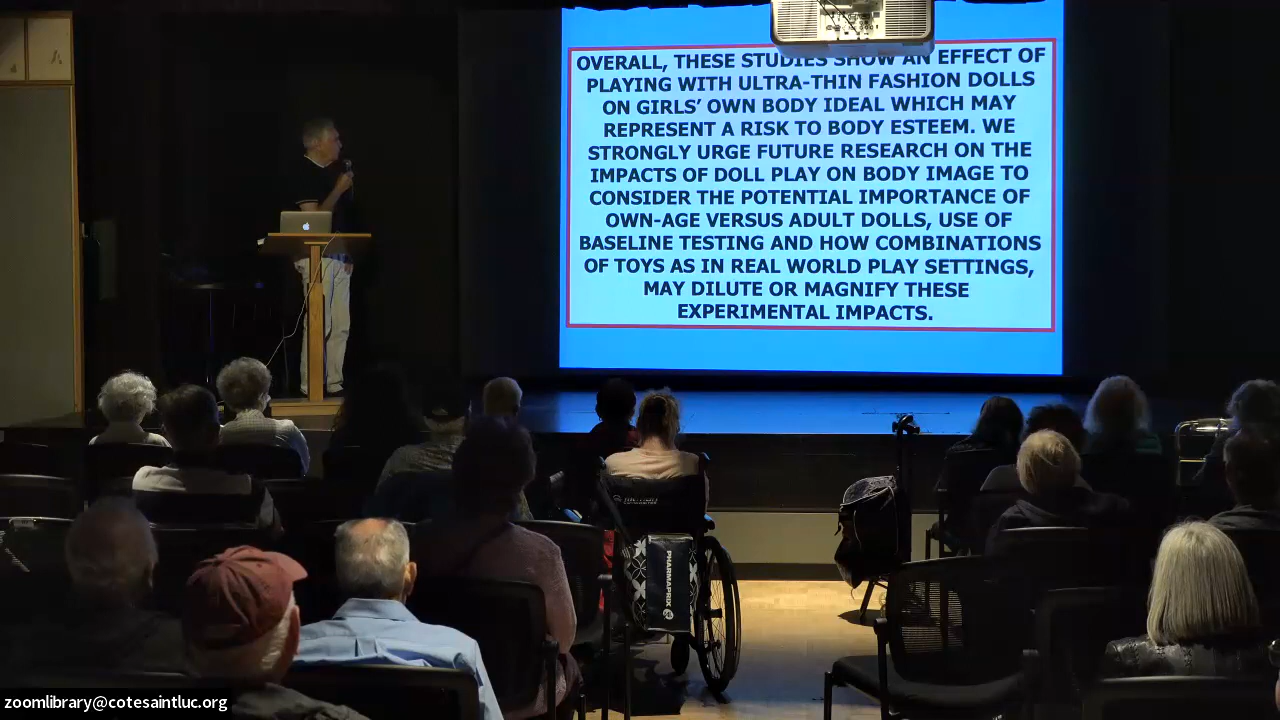 OVERALL, THESE STUDIES SHOW AN EFFECT OF
PLAYING WITH ULTRA-THIN FASHION DOLLS
ON GIRLS' OWN BODY IDEAL WHICH MAY
REPRESENT A RISK TO BODY ESTEEM. WE
STRONGLY URGE FUTURE RESEARCH ON THE
IMPACTS OF DOLL PLAY ON BODY IMAGE TO
CONSIDER THE POTENTIAL IMPORTANCE OF
OWN-AGE VERSUS ADULT DOLLS, USE OF
BASELINE TESTING AND HOW COMBINATIONS
OF TOYS AS IN REAL WORLD PLAY SETTINGS,
MAY DILUTE OR MAGNIFY THESE
EXPERIMENTAL IMPACTS.
PHARMAPRIX
zoomlibrary@cotesaintluc.org